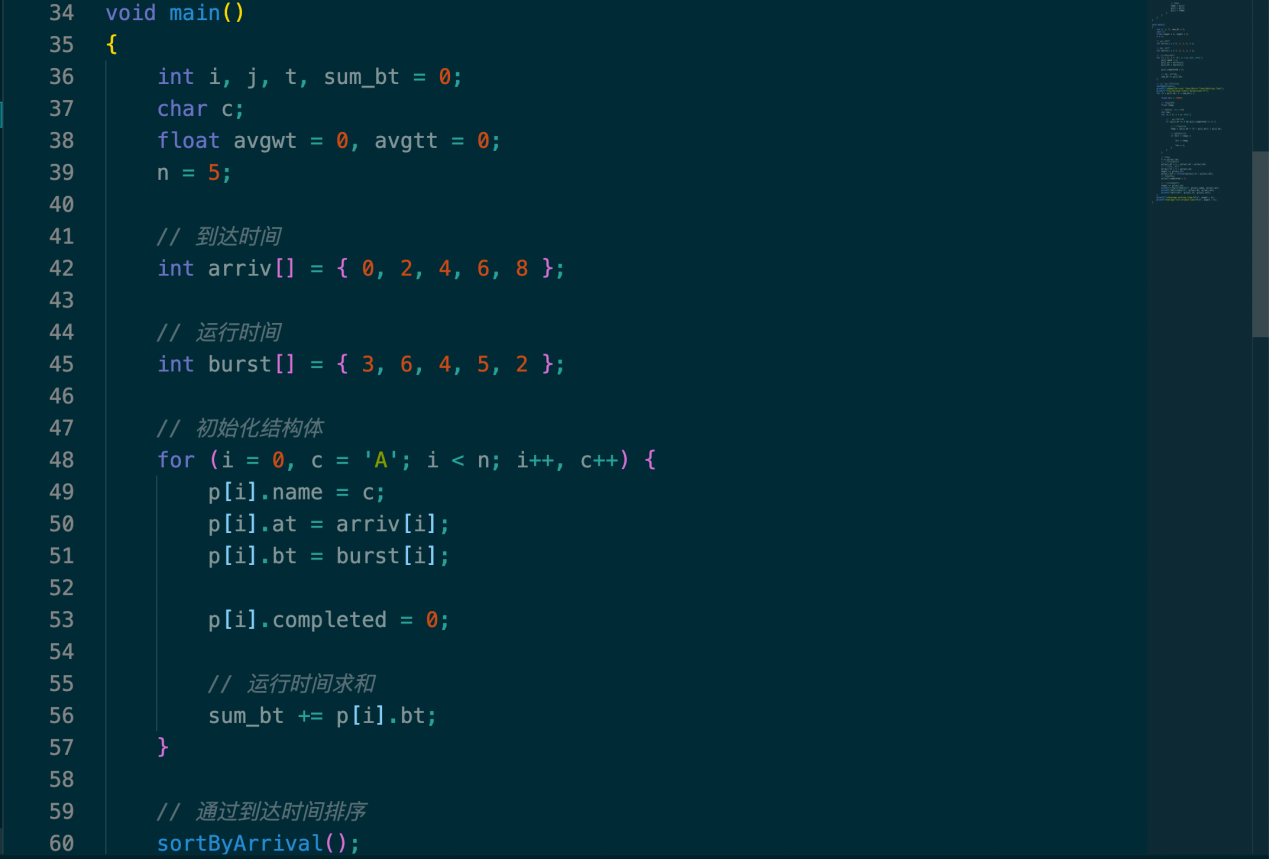 34 void main()
35 {
36 int i, j, t, sum_bt = 0;
37 char c;
38 float avgwt = 0, avgtt = 0;
39 n = 5;
40
41 // 到达时间
42 int arriv[] = { 0, 2, 4, 6, 8 };
43
44 // 运行时间
45 int burst[] = { 3, 6, 4, 5, 2 };
46
47 // 初始化结构体
48 for (i = 0, c = 'A'; i < n; i++, c++) {
49 p[i].name = c;
50 p[i].at = arriv[i];
51 p[i].bt = burst[i];
52
53 p[i].completed = 0;
54
55 // 运行时间求和
56 sum_bt += p[i].bt;
57 }
58
59 // 通过到达时间排序
60 sortByArrival();